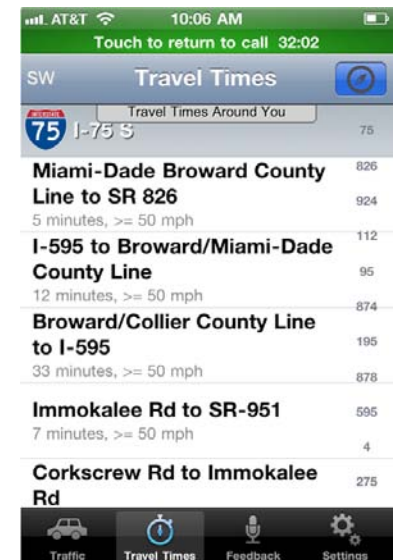 AT&T 10:06 AM
Touch to return to call 32:02
SW Travel Times
Travel Times Around You
INTERSTATE
75 I-75 S
75
Miami-Dade Broward County
Line to SR 826
5 minutes, >= 50 mph
826
924
I-595 to Broward/Miami-Dade
County Line
12 minutes, >= 50 mph
112
95
874
Broward/Collier County Line
to I-595
33 minutes, >= 50 mph
195
878
Immokalee Rd to SR-951
7 minutes, >= 50 mph
595
4
Corkscrew Rd to Immokalee
Rd
275
Traffic Travel Times Feedback Settings